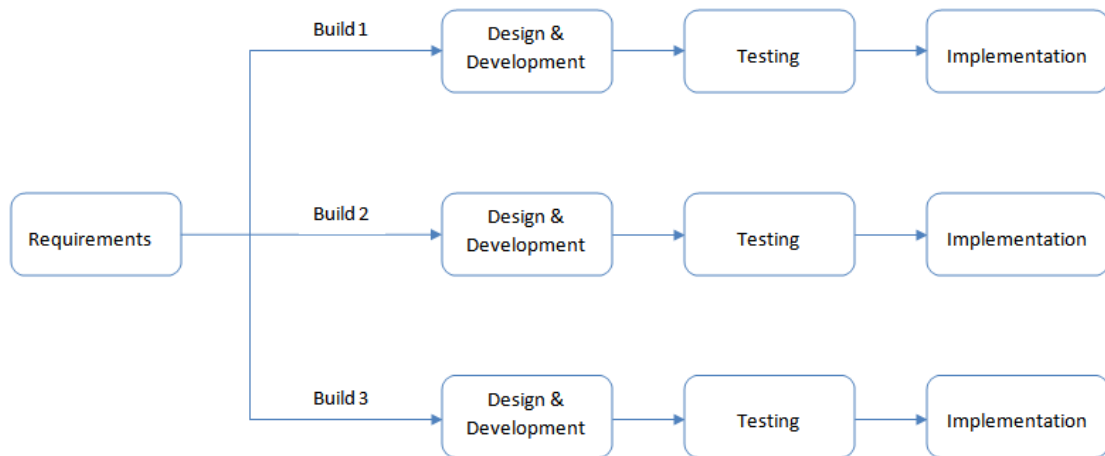 Build 1
Design &
Development
Testing
Implementation
Requirements
Build 2
Design &
Development
Testing
Implementation
Build 3
Design &
Development
Testing
Implementation